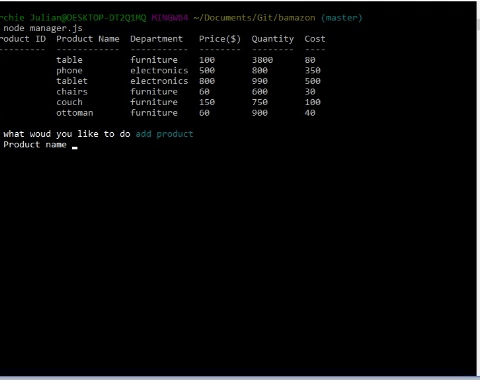 rchie Julian@DESKTOP-DT2Q1MQ MINGW64 ~/Documents/Git/bamazon (master)
node manager.js
roduct ID  Product Name  Department  Price($)  Quantity  Cost
---------- ------------ ----------- -------- -------- ----
table  furniture  100  3800  80
phone  electronics  500  800  350
tablet  electronics  800  990  500
chairs  furniture  60  600  30
couch  furniture  150  750  100
ottoman  furniture  60  900  40
what woud you like to do add product
Product name _